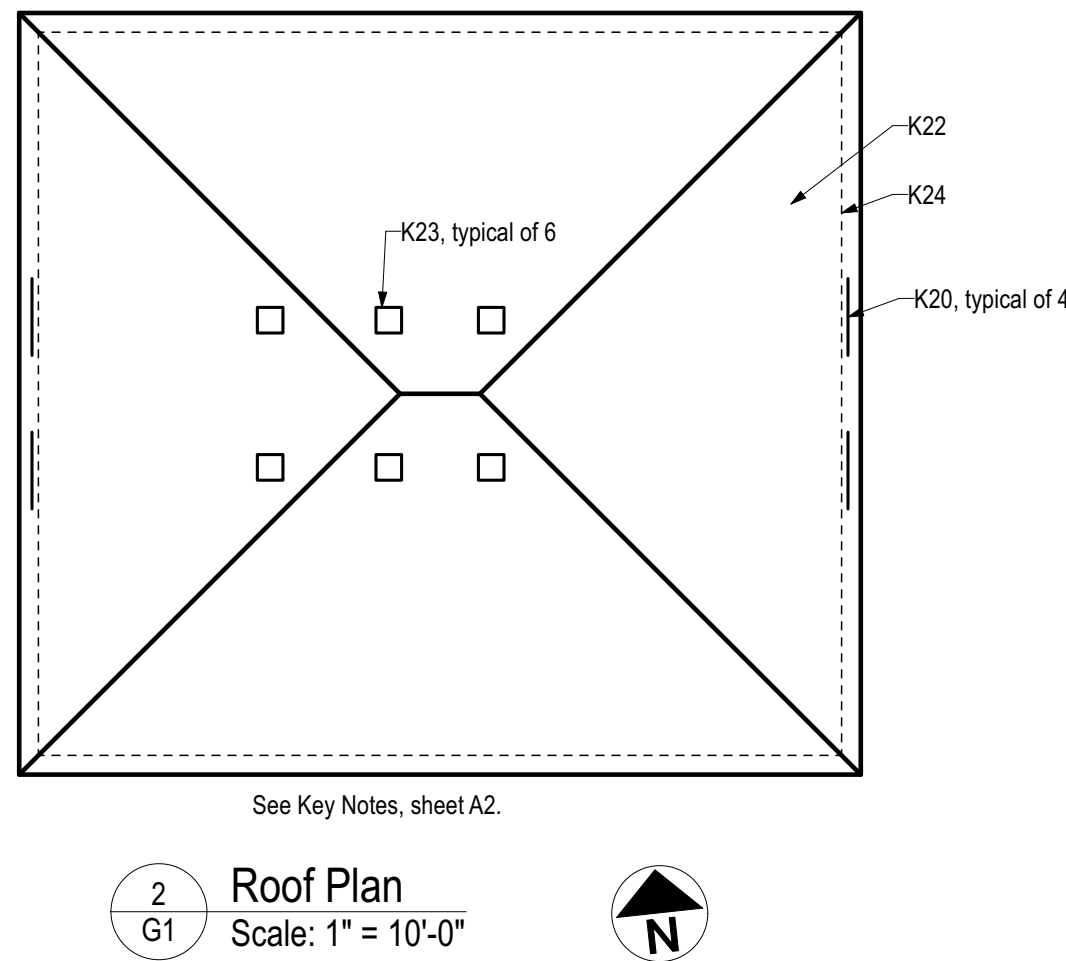 K22
K24
K23, typical of 6
K20, typical of 4
See Key Notes, sheet A2.
2
G1
Roof Plan
Scale: 1" = 10'-0"
N